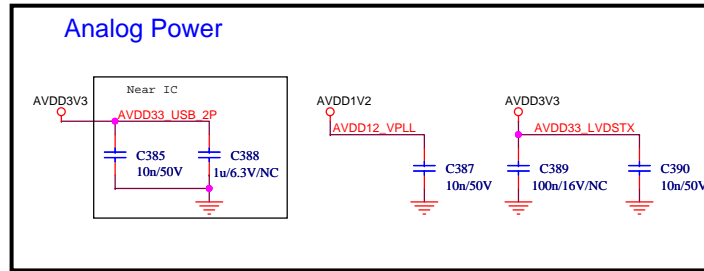 Analog Power
Near IC
AVDD3V3
AVDD33_USB_2P
C385
10n/50V
C388
1u/6.3V/NC
AVDD1V2
AVDD12_VPLL
C387
10n/50V
AVDD3V3
AVDD33_LVDSTX
C389
100n/16V/NC
C390
10n/50V